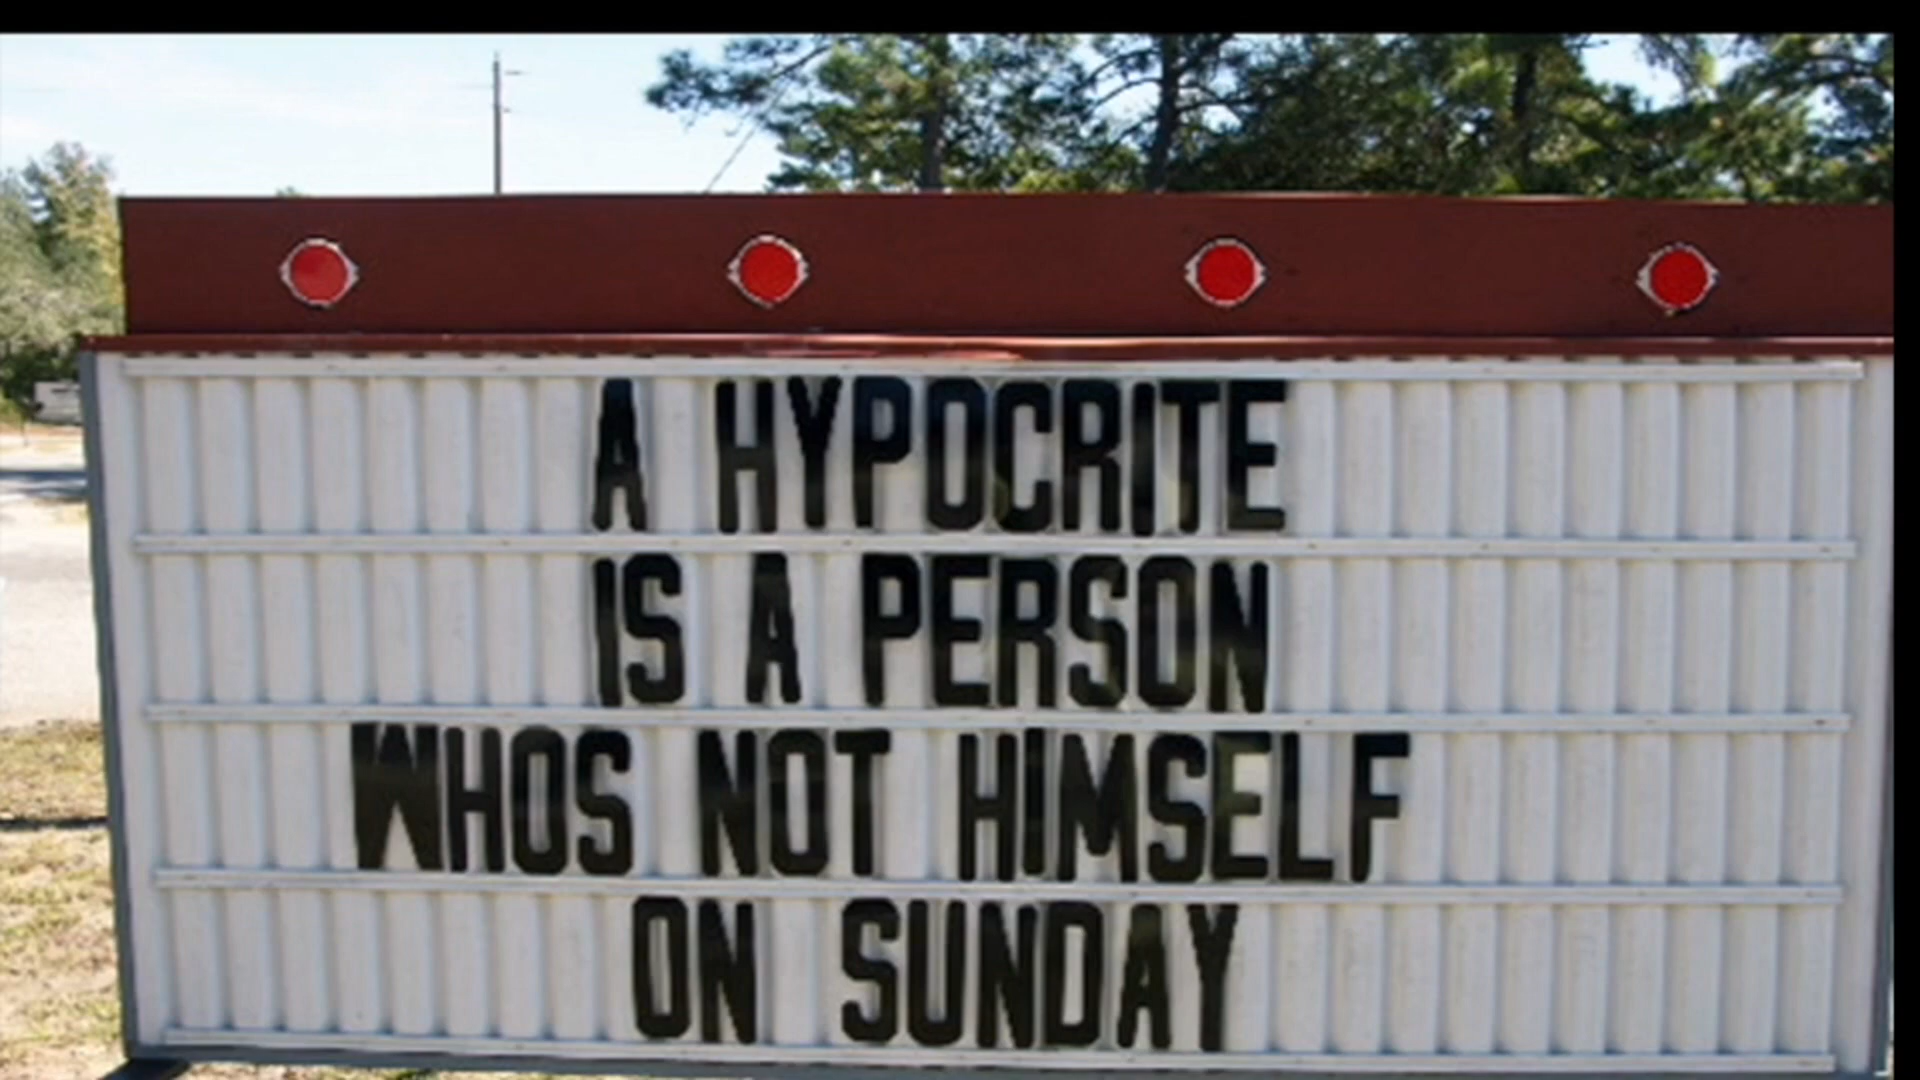 A HYPOCRITE
IS A PERSON
WHOS NOT HIMSELF
ON SUNDAY